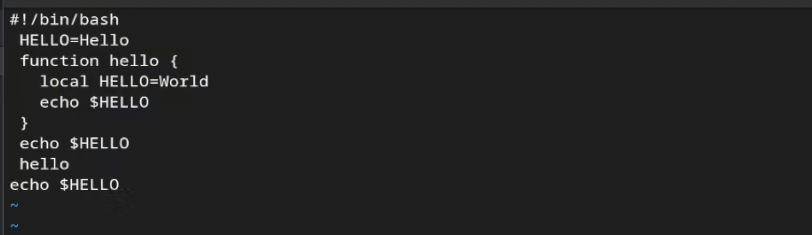 #!/bin/bash
HELLO=Hello
function hello {
local HELLO=World
echo $HELLO
}
echo $HELLO
hello
echo $HELLO
~
~